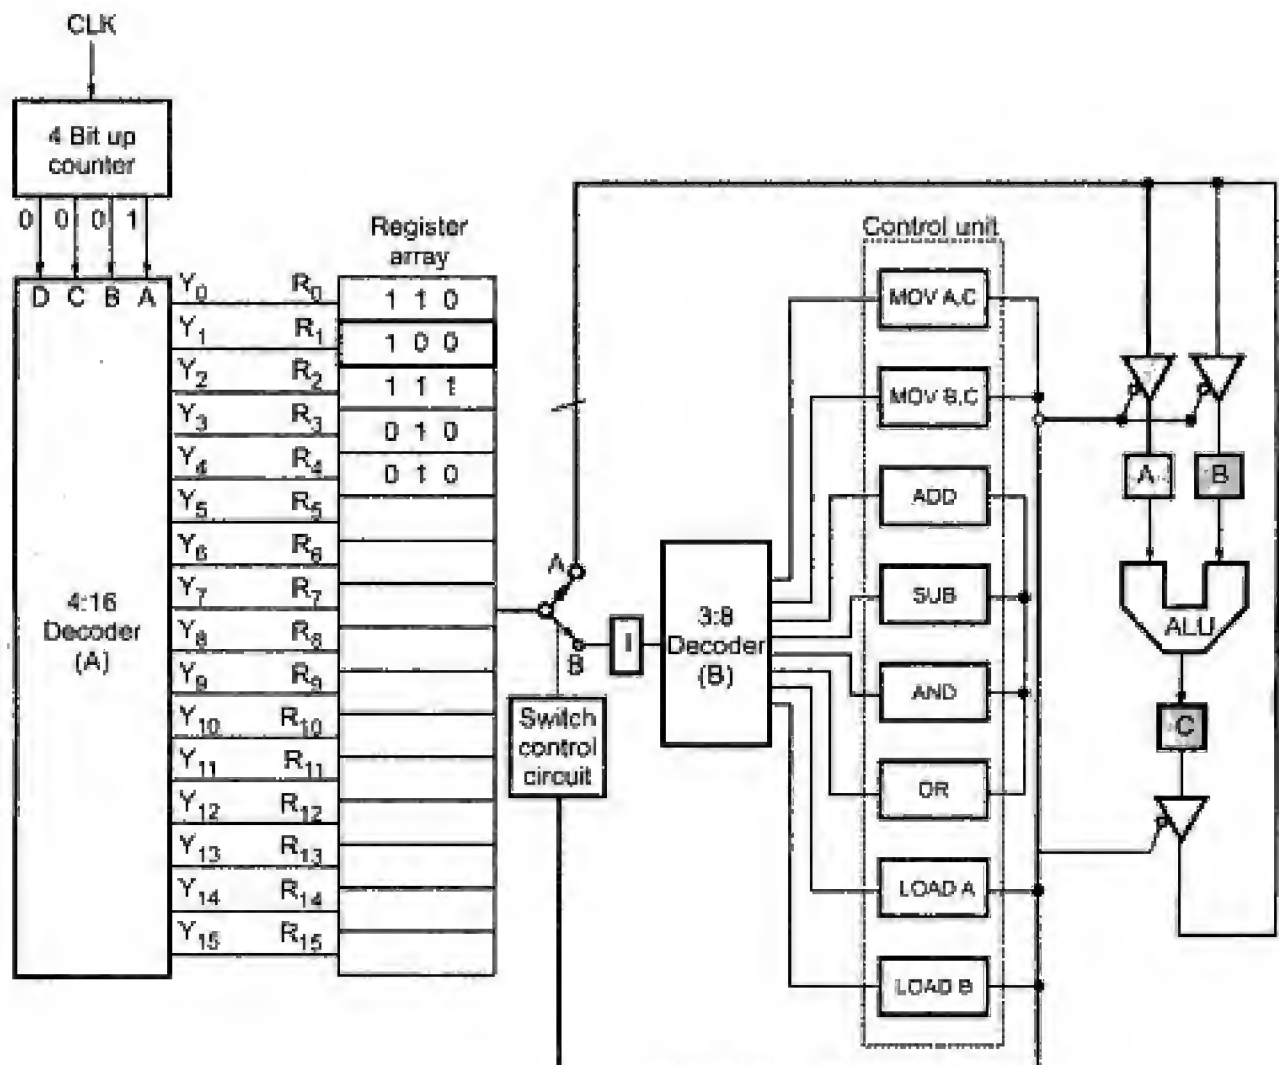 CLK
4 Bit up
counter
0 0 0 1
D C B A
Register
array
Y0 R0 1 1 0
Y1 R1 1 0 0
Y2 R2 1 1 1
Y3 R3 0 1 0
Y4 R4 0 1 0
Y5 R5
Y6 R6
Y7 R7
Y8 R8
Y9 R9
Y10 R10
Y11 R11
Y12 R12
Y13 R13
Y14 R14
Y15 R15
4:16
Decoder
(A)
A
B
I
Switch
control
circuit
3:8
Decoder
(B)
Control unit
MOV A,C
MOV B,C
ADD
SUB
AND
OR
LOAD A
LOAD B
A
B
ALU
C